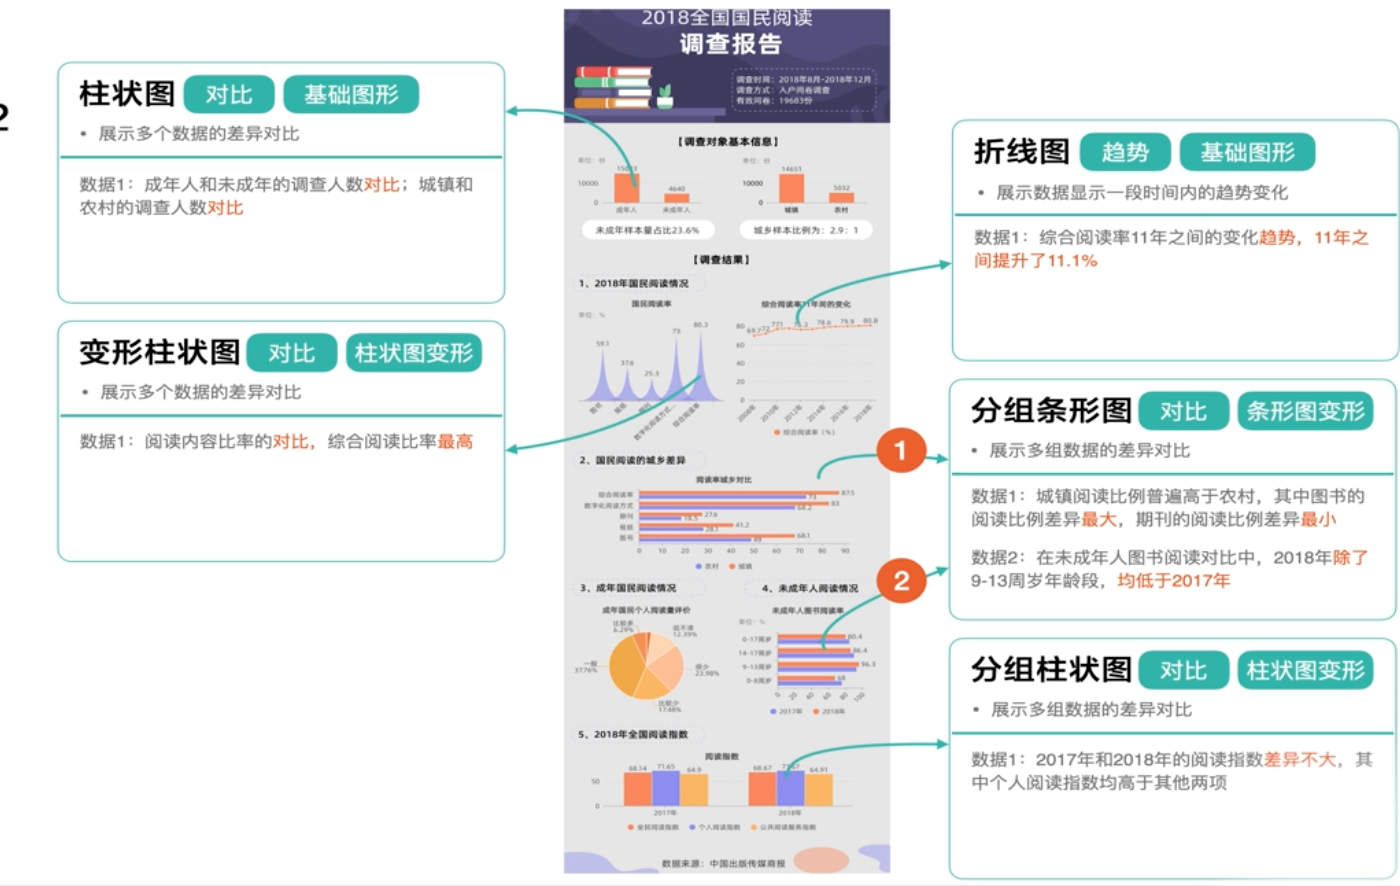 2
柱状图 对比 基础图形
• 展示多个数据的差异对比
数据1：成年人和未成年的调查人数对比；城镇和
农村的调查人数对比
变形柱状图 对比 柱状图变形
• 展示多个数据的差异对比
数据1：阅读内容比率的对比，综合阅读比率最高
2018全国国民阅读
调查报告
调查时间：2018年8月-2018年12月
调查方式：入户问卷调查
有效问卷：19683份
【调查对象基本信息】
单位：份
10000
0
4640
成年人 未成年人
未成年样本量占比23.6%
单位：份
14651
10000
5032
0
城镇 农村
城乡样本比例为：2.9：1
【调查结果】
1、2018年国民阅读情况
国民阅读率
单位：%
59.1
37.6
25.3
73
80.3
图书
报纸
期刊
数字化阅读方式...
综合阅读率
综合阅读率11年间的变化
80
60
40
20
0
69.7
72
77.1
78.6
79.9
80.8
2008年
2010年
2012年
2014年
2016年
2018年
综合阅读率（%）
2、国民阅读的城乡差异
阅读率城乡对比
综合阅读率 87.5 73
数字化阅读方式 83 68.2
期刊 27.6
报纸 41.2
图书 68.1 49
0 10 20 30 40 50 60 70 80 90
农村 城镇
3、成年国民阅读情况
成年国民个人阅读量评价
比较多
6.29%
说不清
12.39%
很少
23.98%
比较少
17.48%
一般
37.76%
4、未成年人阅读情况
未成年人图书阅读率
单位：%
0-17周岁 80.4
14-17周岁 86.4
9-13周岁 96.3
0-8周岁 68
0 20 40 60 80 100
2017年 2018年
5、2018年全国阅读指数
阅读指数
50
0
68.14 71.65 64.9
68.67 64.91
2017年 2018年
全民阅读指数 个人阅读指数 公共阅读服务指数
数据来源：中国出版传媒商报
1
2
折线图 趋势 基础图形
• 展示数据显示一段时间内的趋势变化
数据1：综合阅读率11年之间的变化趋势，11年之
间提升了11.1%
分组条形图 对比 条形图变形
• 展示多组数据的差异对比
数据1：城镇阅读比例普遍高于农村，其中图书的
阅读比例差异最大，期刊的阅读比例差异最小
数据2：在未成年人图书阅读对比中，2018年除了
9-13周岁年龄段，均低于2017年
分组柱状图 对比 柱状图变形
• 展示多组数据的差异对比
数据1：2017年和2018年的阅读指数差异不大，其
中个人阅读指数均高于其他两项